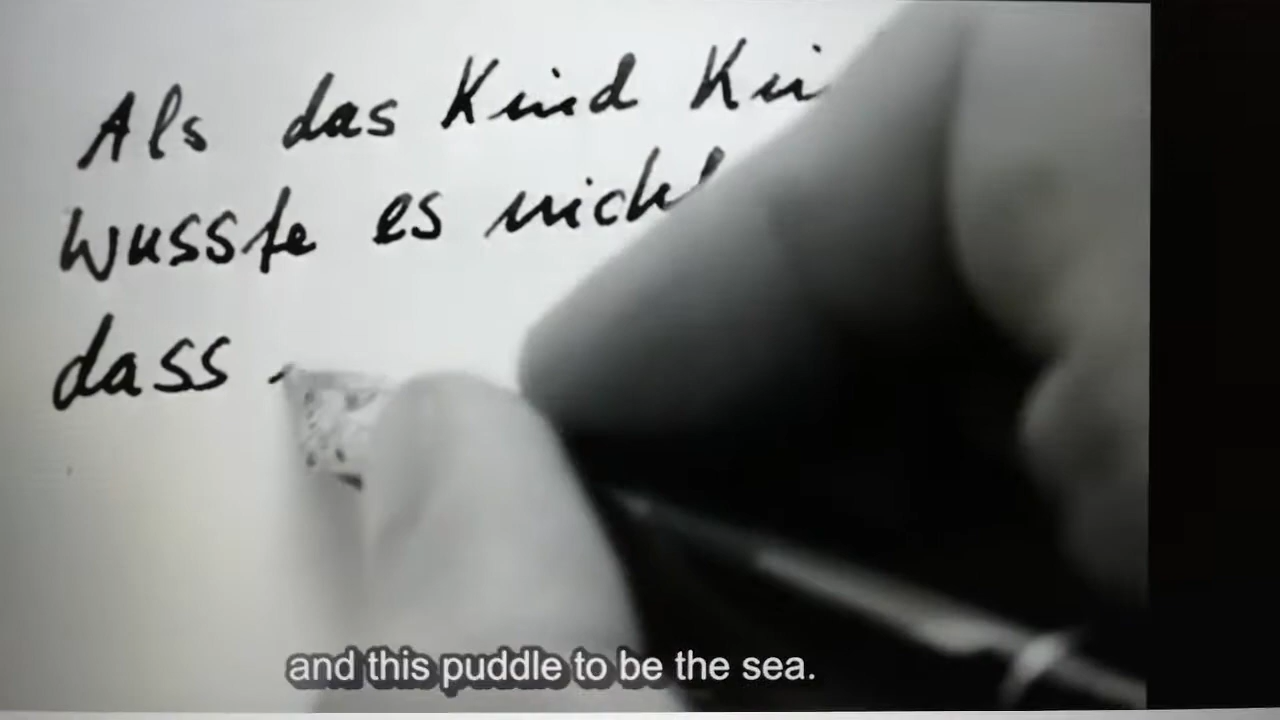 Als das Kind
wusste es
dass
and this puddle to be the sea.